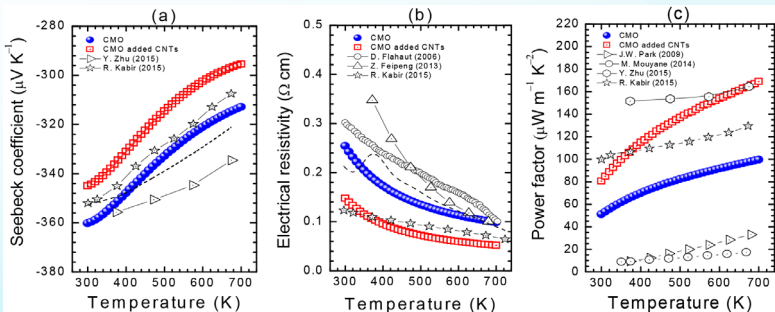 (a)
CMO
CMO added CNTs
Y. Zhu (2015)
R. Kabir (2015)
Seebeck coefficient (μV K⁻¹)
-280
-300
-320
-340
-360
-380
300 400 500 600 700
Temperature (K)
(b)
CMO
CMO added CNTs
D. Flahaut (2006)
Z. Feipeng (2013)
R. Kabir (2015)
Electrical resistivity (Ω cm)
0.5
0.4
0.3
0.2
0.1
0.0
300 400 500 600 700
Temperature (K)
(c)
CMO
CMO added CNTs
J.W. Park (2009)
M. Mouyane (2014)
Y. Zhu (2015)
R. Kabir (2015)
Power factor (μW m⁻¹ K⁻²)
220
200
180
160
140
120
100
80
60
40
20
0
300 400 500 600 700
Temperature (K)